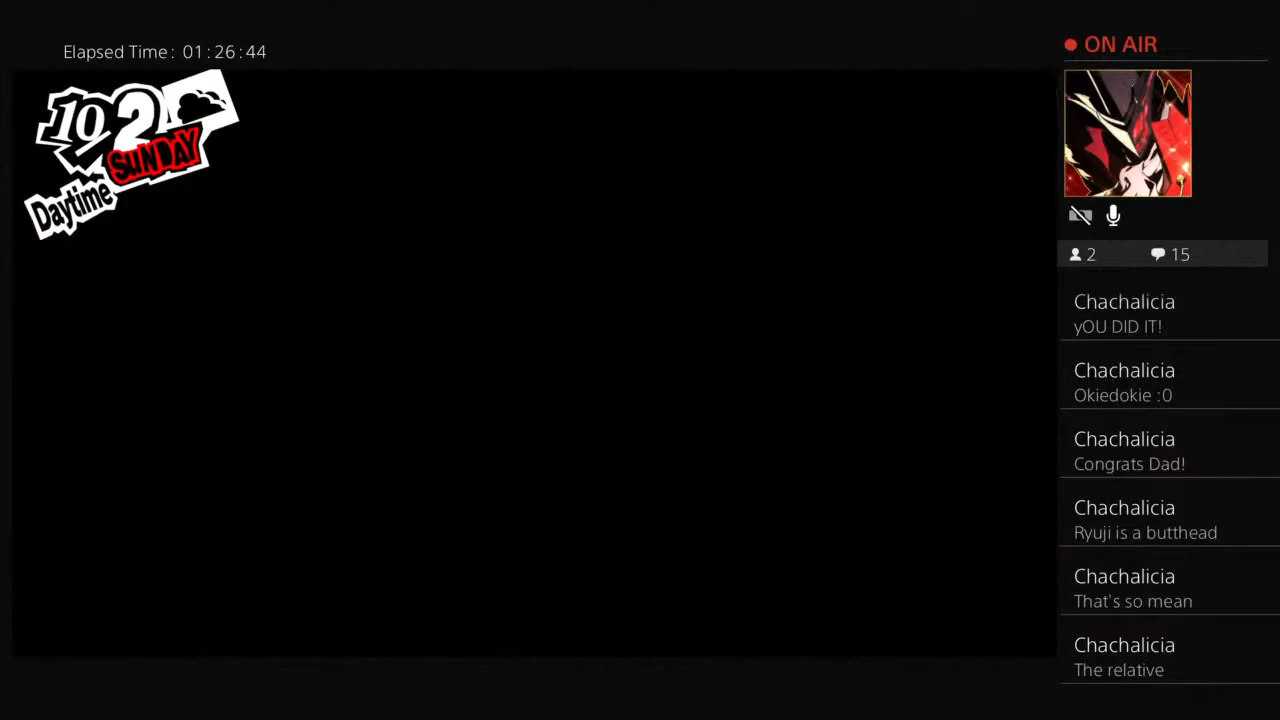 Elapsed Time: 01:26:44
ON AIR
10/2
SUNDAY
Daytime
2 15
Chachalicia
yOU DID IT!
Chachalicia
Okiedokie :0
Chachalicia
Congrats Dad!
Chachalicia
Ryuji is a butthead
Chachalicia
That's so mean
Chachalicia
The relative